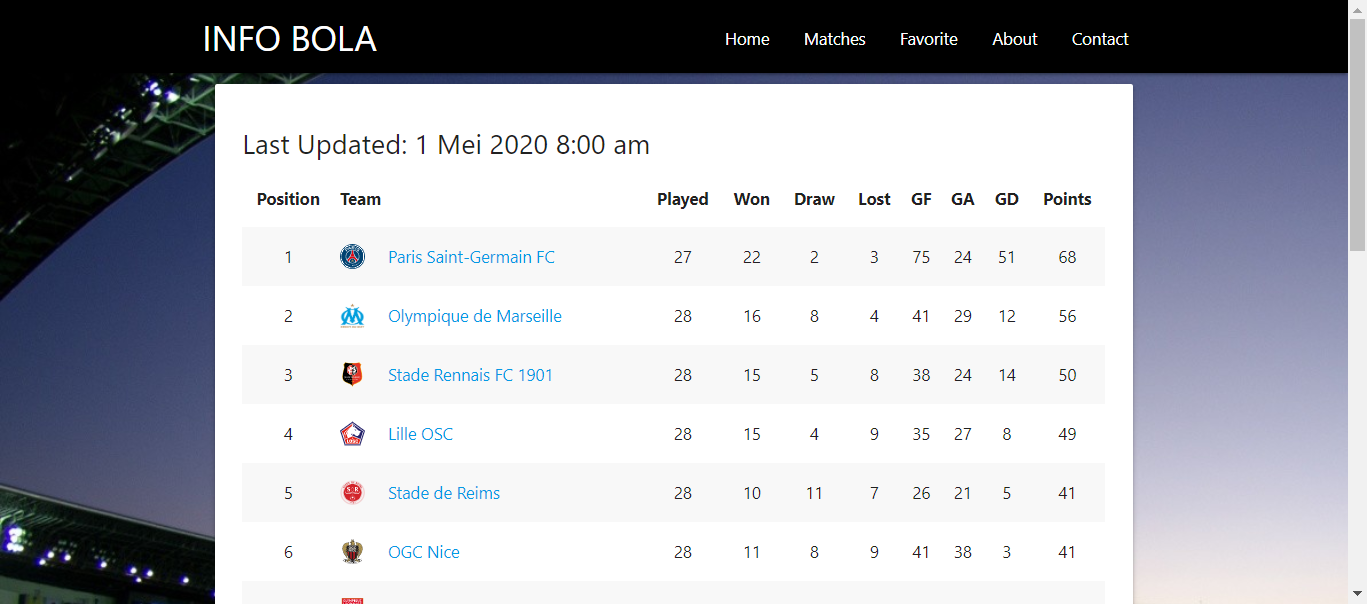 INFO BOLA Home Matches Favorite About Contact
Last Updated: 1 Mei 2020 8:00 am
Position Team Played Won Draw Lost GF GA GD Points
1 Paris Saint-Germain FC 27 22 2 3 75 24 51 68
2 Olympique de Marseille 28 16 8 4 41 29 12 56
3 Stade Rennais FC 1901 28 15 5 8 38 24 14 50
4 Lille OSC 28 15 4 9 35 27 8 49
5 Stade de Reims 28 10 11 7 26 21 5 41
6 OGC Nice 28 11 8 9 41 38 3 41